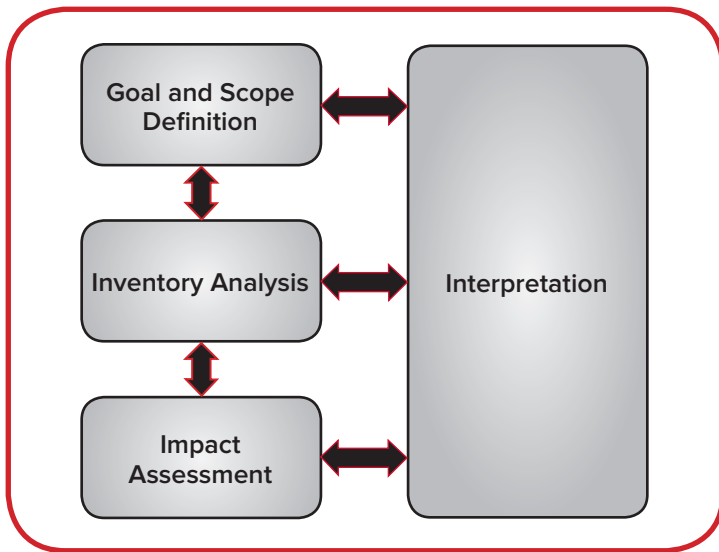 Goal and Scope
Definition
Inventory Analysis
Interpretation
Impact
Assessment